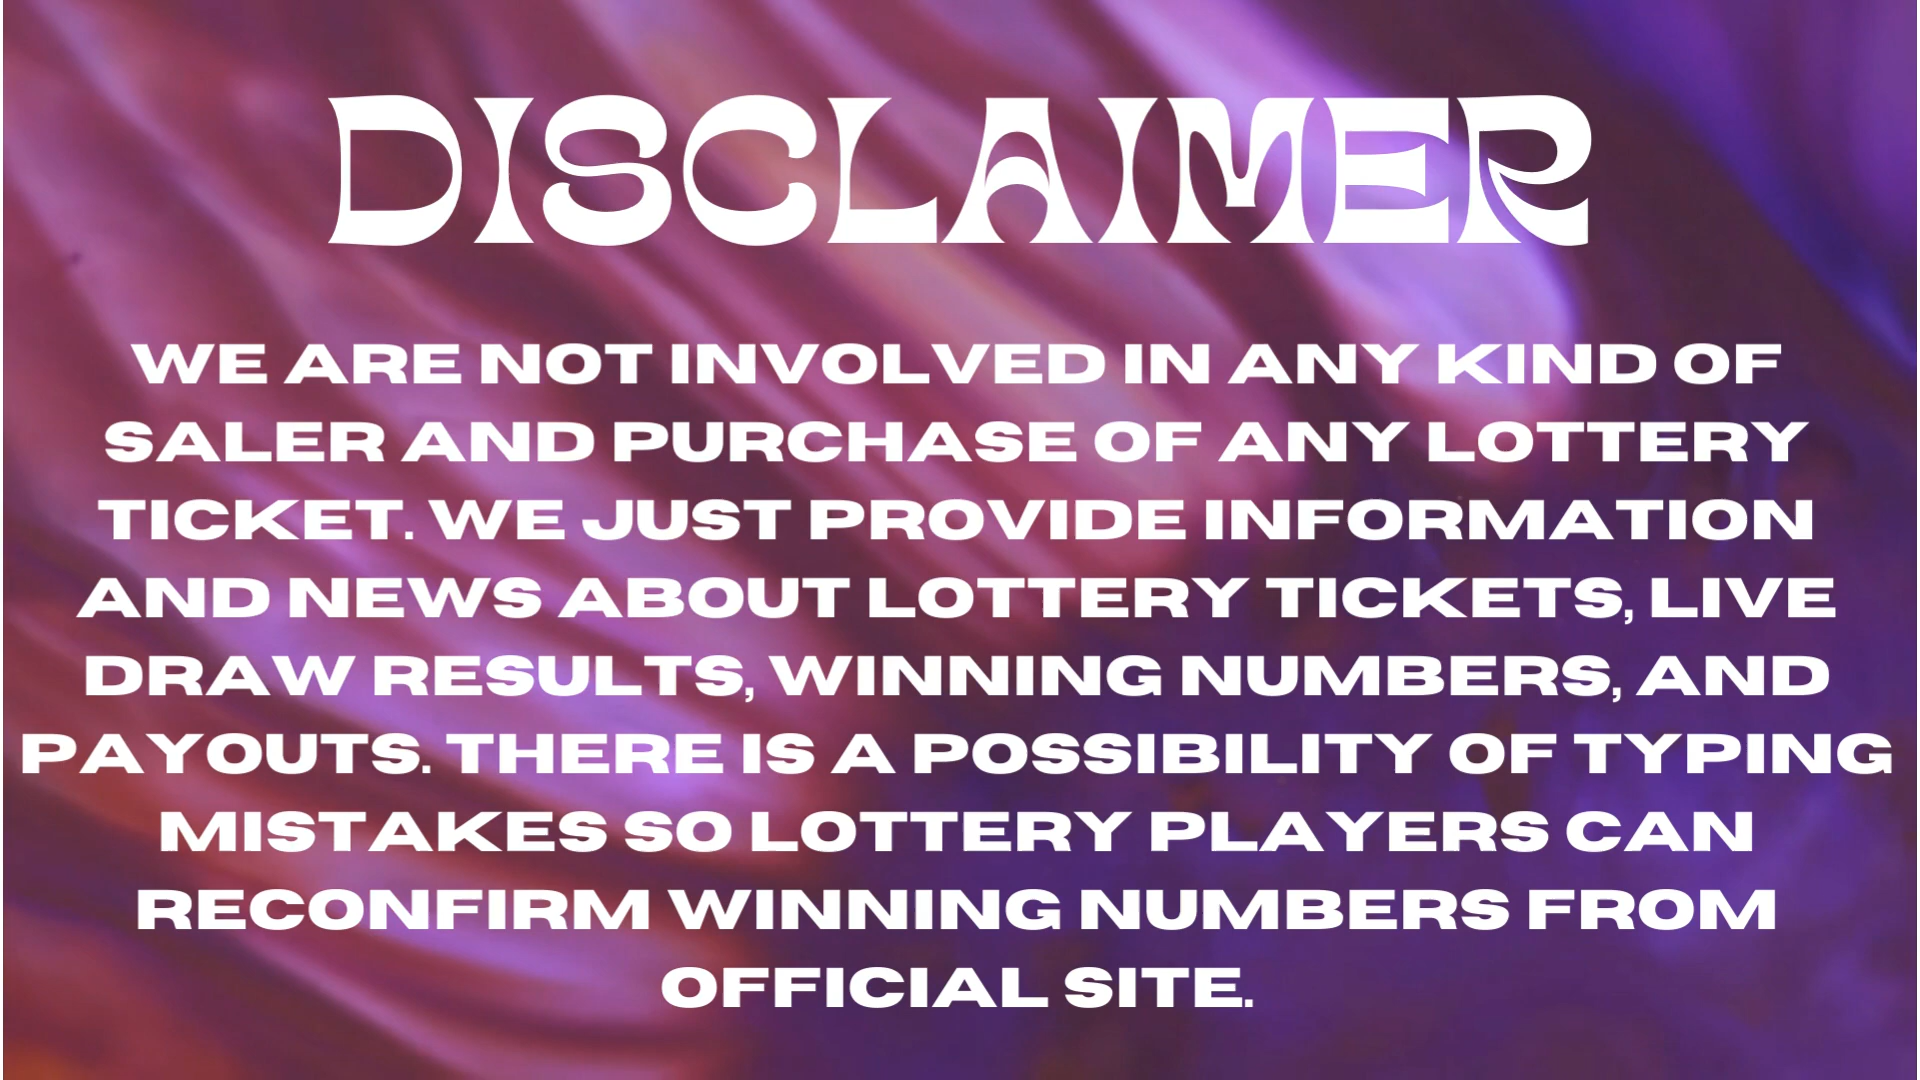 DISCLAIMER
WE ARE NOT INVOLVED IN ANY KIND OF
SALER AND PURCHASE OF ANY LOTTERY
TICKET. WE JUST PROVIDE INFORMATION
AND NEWS ABOUT LOTTERY TICKETS, LIVE
DRAW RESULTS, WINNING NUMBERS, AND
PAYOUTS. THERE IS A POSSIBILITY OF TYPING
MISTAKES SO LOTTERY PLAYERS CAN
RECONFIRM WINNING NUMBERS FROM
OFFICIAL SITE.